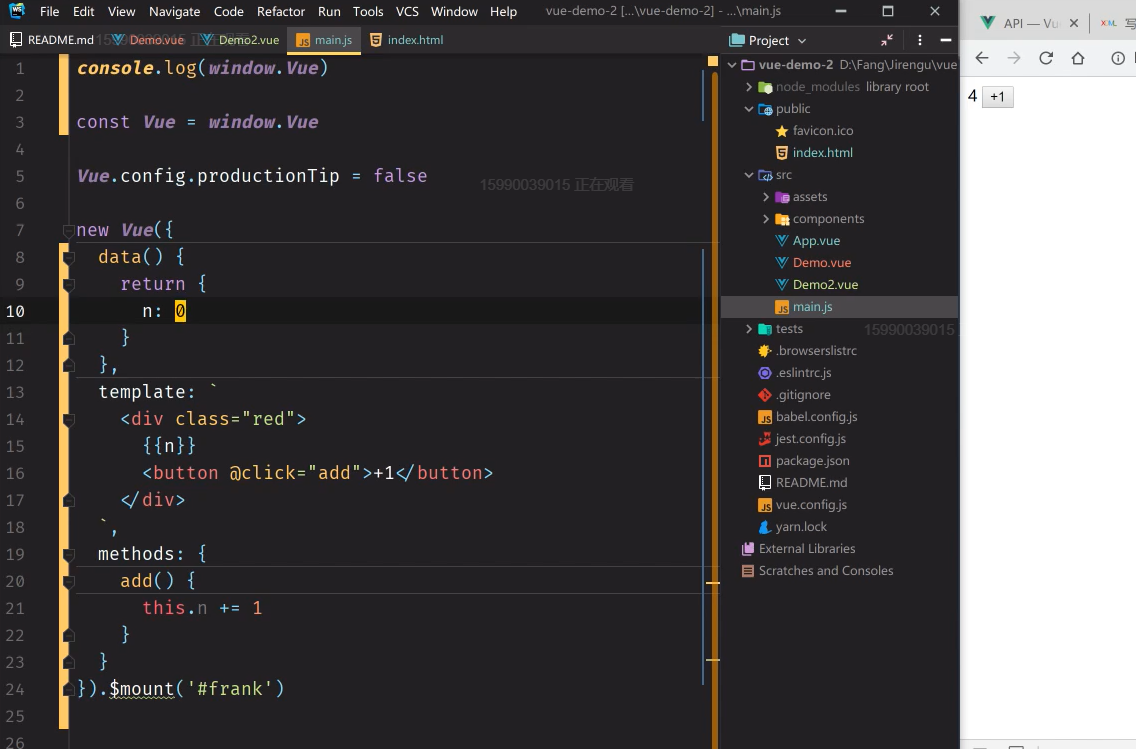 File Edit View Navigate Code Refactor Run Tools VCS Window Help vue-demo-2 [...\vue-demo-2] - ...\main.js
README.md Demo.vue Demo2.vue main.js index.html
15990039015 正在观看
1 console.log(window.Vue)
2
3 const Vue = window.Vue
4
5 Vue.config.productionTip = false
15990039015 正在观看
6
7 new Vue({
8 data() {
9 return {
10 n: 0
11 }
12 },
13 template: `
14 <div class="red">
15 {{n}}
16 <button @click="add">+1</button>
17 </div>
18 `,
19 methods: {
20 add() {
21 this.n += 1
22 }
23 }
24 }).$mount('#frank')
25
26
Project
vue-demo-2 D:\Fang\Jirengu\vue
node_modules library root
public
favicon.ico
index.html
src
assets
components
App.vue
Demo.vue
Demo2.vue
main.js
tests
15990039015
.browserslistrc
.eslintrc.js
.gitignore
babel.config.js
jest.config.js
package.json
README.md
vue.config.js
yarn.lock
External Libraries
Scratches and Consoles
API — Vu
XML 写
4 +1